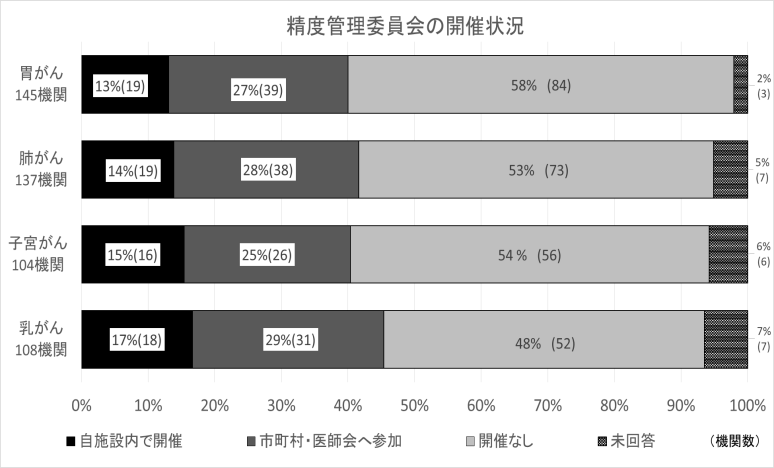 精度管理委員会の開催状況
胃がん
145機関
13%(19)
27%(39)
58% (84)
2%
(3)
肺がん
137機関
14%(19)
28%(38)
53% (73)
5%
(7)
子宮がん
104機関
15%(16)
25%(26)
54 % (56)
6%
(6)
乳がん
108機関
17%(18)
29%(31)
48% (52)
7%
(7)
0% 10% 20% 30% 40% 50% 60% 70% 80% 90% 100%
自施設内で開催 市町村・医師会へ参加 開催なし 未回答 (機関数)